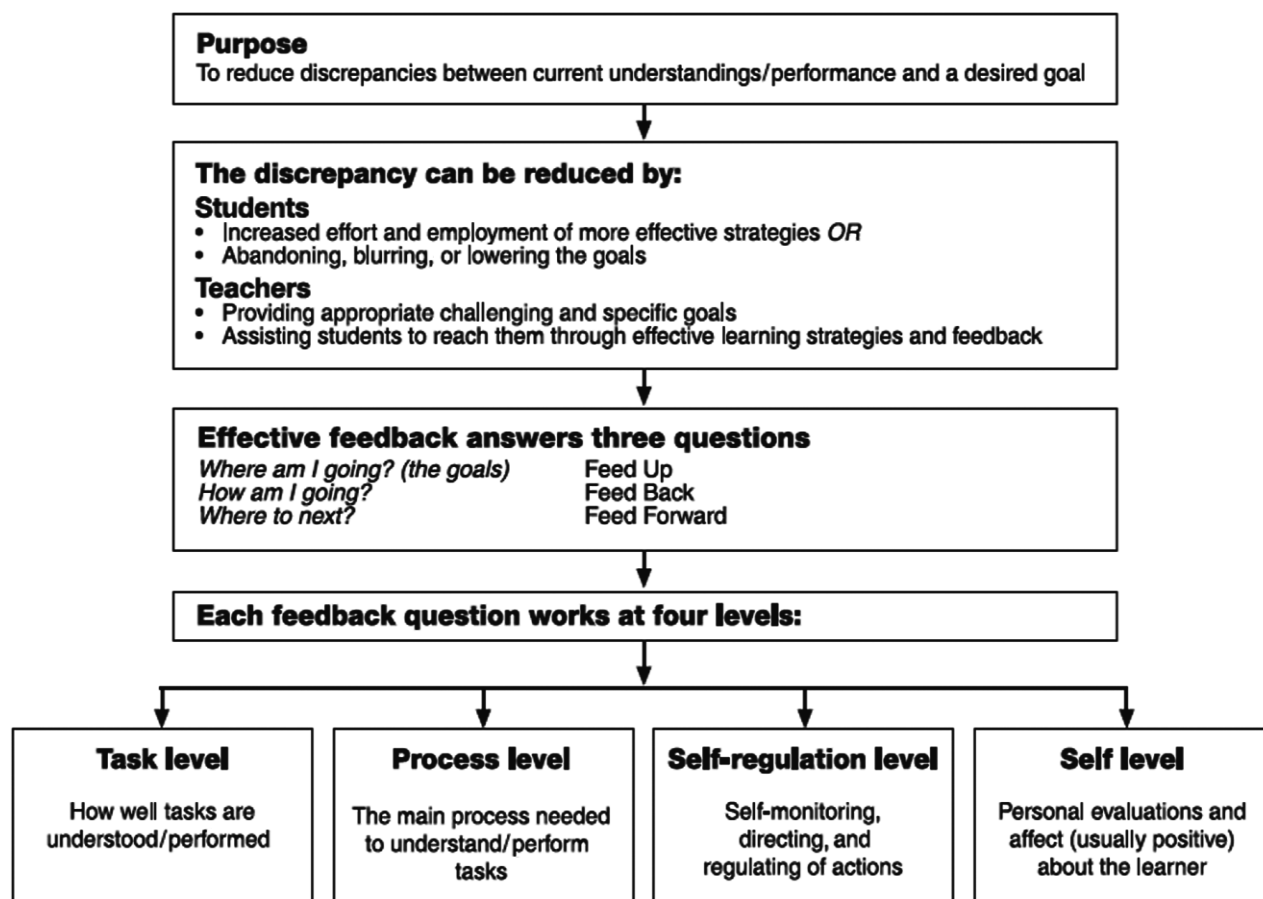 Purpose
To reduce discrepancies between current understandings/performance and a desired goal
The discrepancy can be reduced by:
Students
• Increased effort and employment of more effective strategies OR
• Abandoning, blurring, or lowering the goals
Teachers
• Providing appropriate challenging and specific goals
• Assisting students to reach them through effective learning strategies and feedback
Effective feedback answers three questions
Where am I going? (the goals) Feed Up
How am I going? Feed Back
Where to next? Feed Forward
Each feedback question works at four levels:
Task level
How well tasks are
understood/performed
Process level
The main process needed
to understand/perform
tasks
Self-regulation level
Self-monitoring,
directing, and
regulating of actions
Self level
Personal evaluations and
affect (usually positive)
about the learner